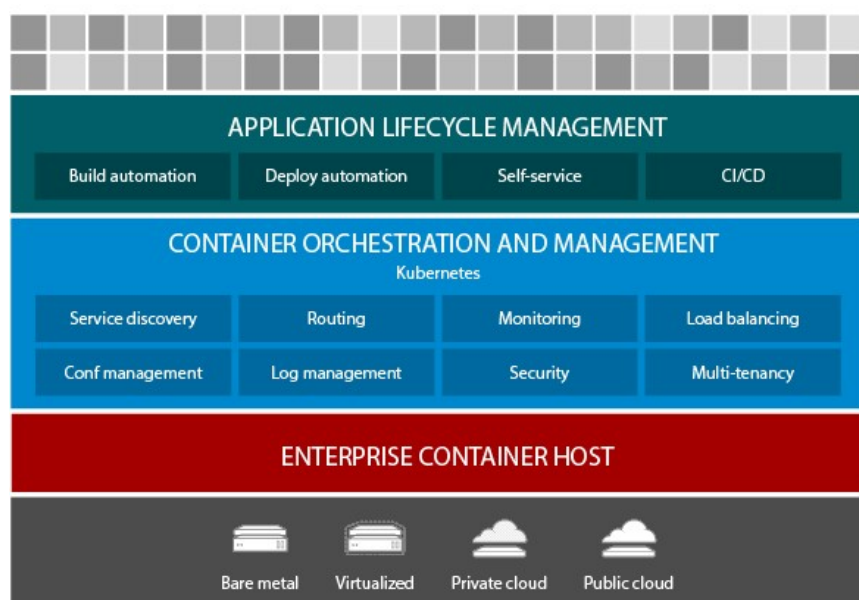 APPLICATION LIFECYCLE MANAGEMENT
Build automation Deploy automation Self-service CI/CD
CONTAINER ORCHESTRATION AND MANAGEMENT
Kubernetes
Service discovery Routing Monitoring Load balancing
Conf management Log management Security Multi-tenancy
ENTERPRISE CONTAINER HOST
Bare metal Virtualized Private cloud Public cloud